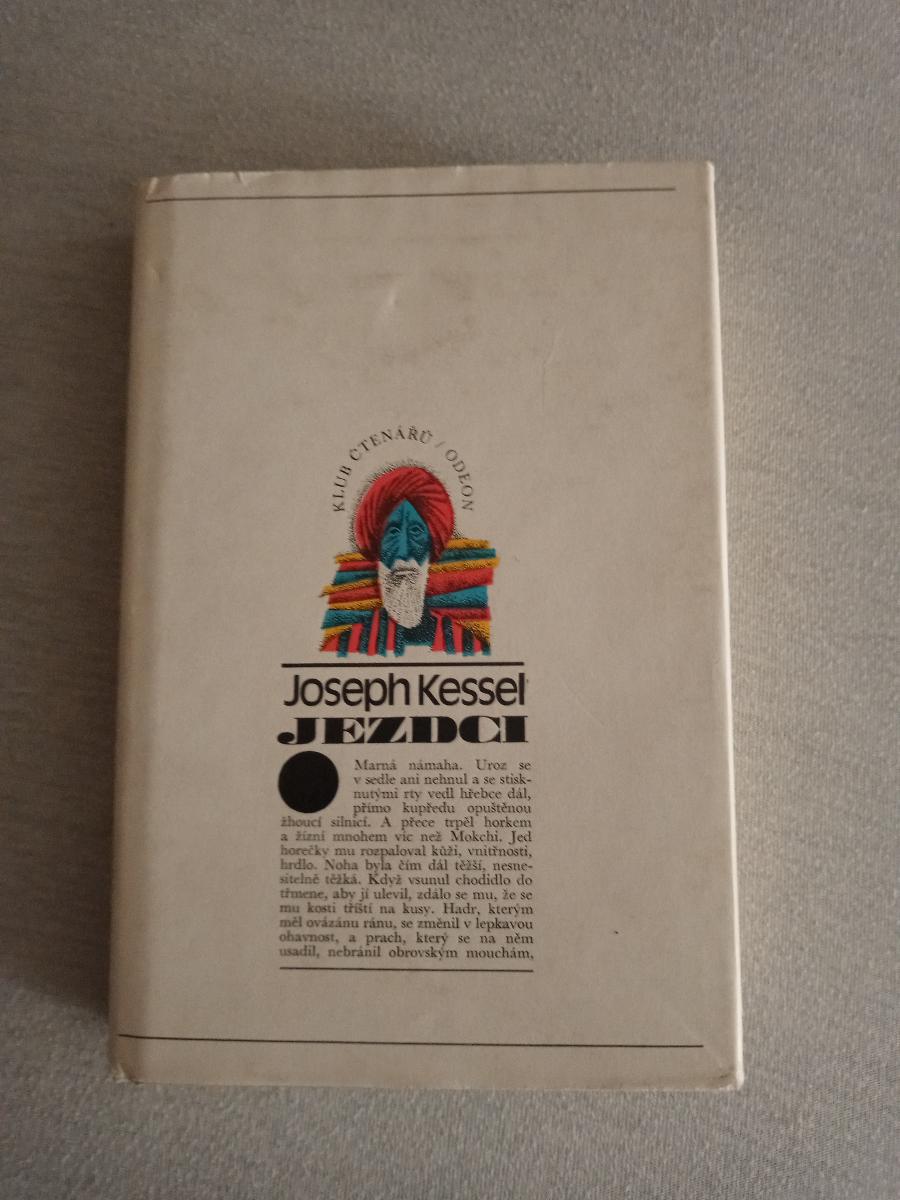 KLUB ČTENÁŘŮ / ODEON
Joseph Kessel
JEZDCI
Marná námaha. Uroz se
v sedle ani nehnul a se stisk-
nutými rty vedl hřebce dál,
přímo kupředu opuštěnou
žhoucí silnicí. A přece trpěl horkem
a žízní mnohem víc než Mokchi. Jed
horečky mu rozpaloval kůži, vnitřnosti,
hrdlo. Noha byla čím dál těžší, nesne-
sitelně těžká. Když vsunul chodidlo do
třmene, aby jí ulevil, zdálo se mu, že se
mu kosti tříští na kusy. Hadr, kterým
měl ovázánu ránu, se změnil v lepkavou
ohavnost, a prach, který se na něm
usadil, nebránil obrovským mouchám,